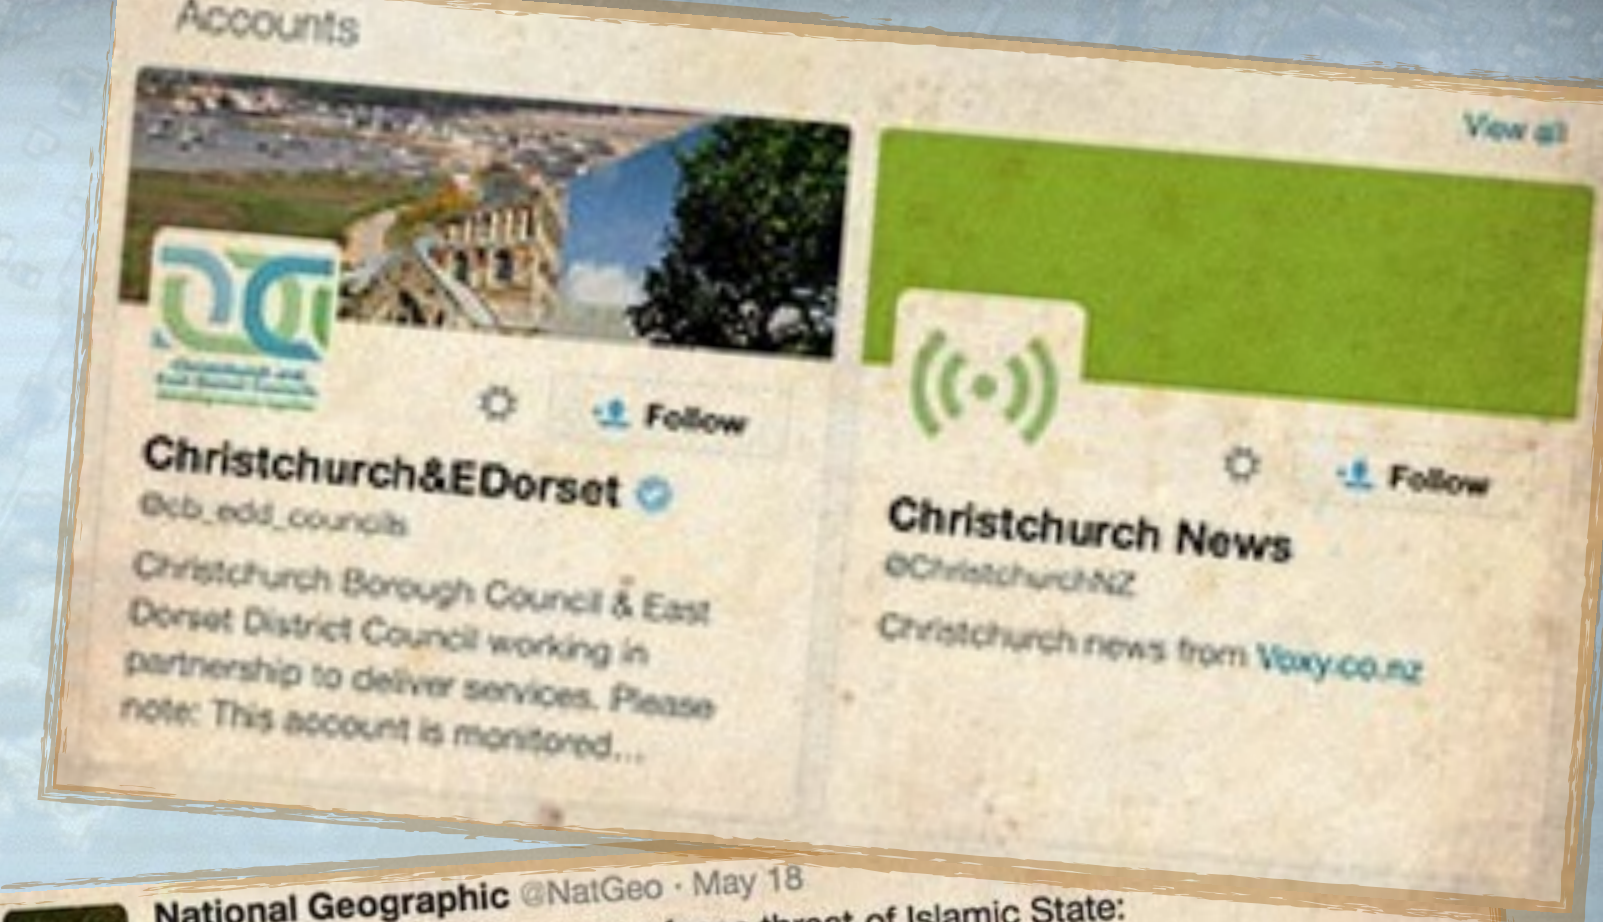 Accounts
View all
Follow
Christchurch&EDorset
@cb_edd_councils
Christchurch Borough Council & East
Dorset District Council working in
partnership to deliver services. Please
note: This account is monitored...
Follow
Christchurch News
@ChristchurchNZ
Christchurch news from Voxy.co.nz
National Geographic @NatGeo · May 18
threat of Islamic State: